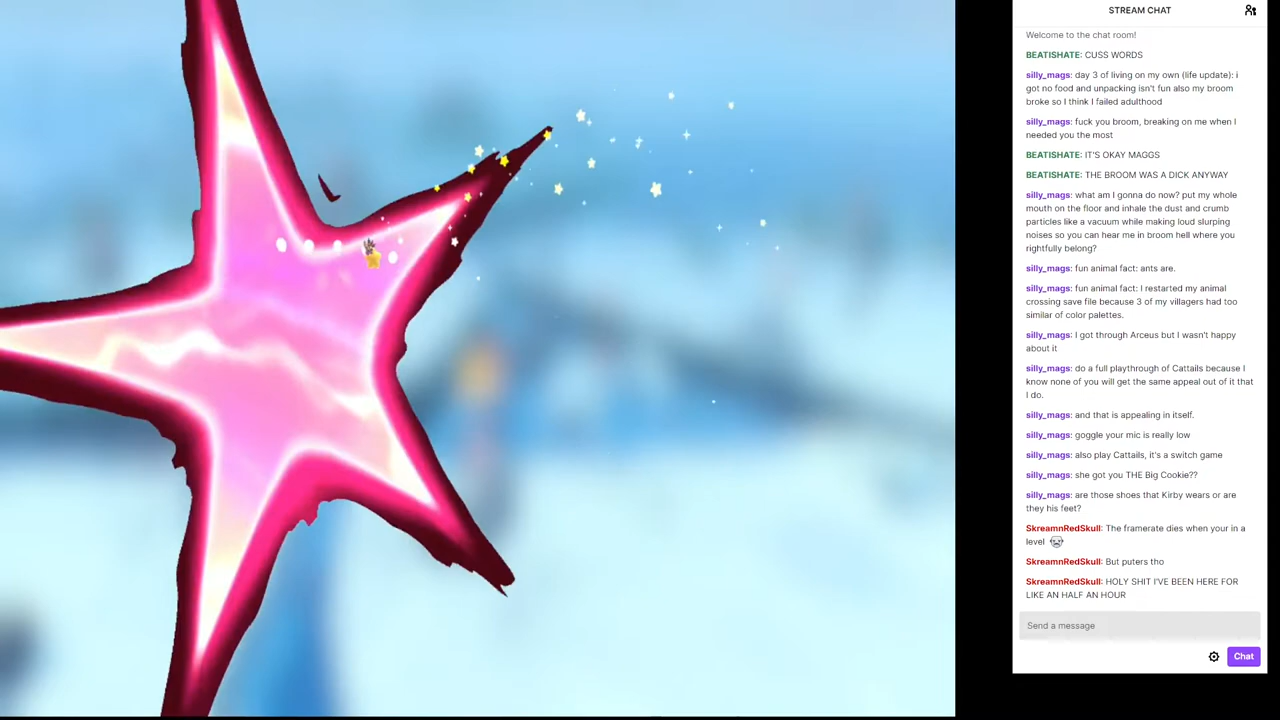 STREAM CHAT
Welcome to the chat room!
BEATISHATE: CUSS WORDS
silly_mags: day 3 of living on my own (life update): i
got no food and unpacking isn't fun also my broom
broke so I think I failed adulthood
silly_mags: fuck you broom, breaking on me when I
needed you the most
BEATISHATE: IT'S OKAY MAGGS
BEATISHATE: THE BROOM WAS A DICK ANYWAY
silly_mags: what am I gonna do now? put my whole
mouth on the floor and inhale the dust and crumb
particles like a vacuum while making loud slurping
noises so you can hear me in broom hell where you
rightfully belong?
silly_mags: fun animal fact: ants are.
silly_mags: fun animal fact: I restarted my animal
crossing save file because 3 of my villagers had too
similar of color palettes.
silly_mags: I got through Arceus but I wasn't happy
about it
silly_mags: do a full playthrough of Cattails because I
know none of you will get the same appeal out of it that
I do.
silly_mags: and that is appealing in itself.
silly_mags: goggle your mic is really low
silly_mags: also play Cattails, it's a switch game
silly_mags: she got you THE Big Cookie??
silly_mags: are those shoes that Kirby wears or are
they his feet?
SkreamnRedSkull: The framerate dies when your in a
level
SkreamnRedSkull: But puters tho
SkreamnRedSkull: HOLY SHIT I'VE BEEN HERE FOR
LIKE AN HALF AN HOUR
Send a message
Chat